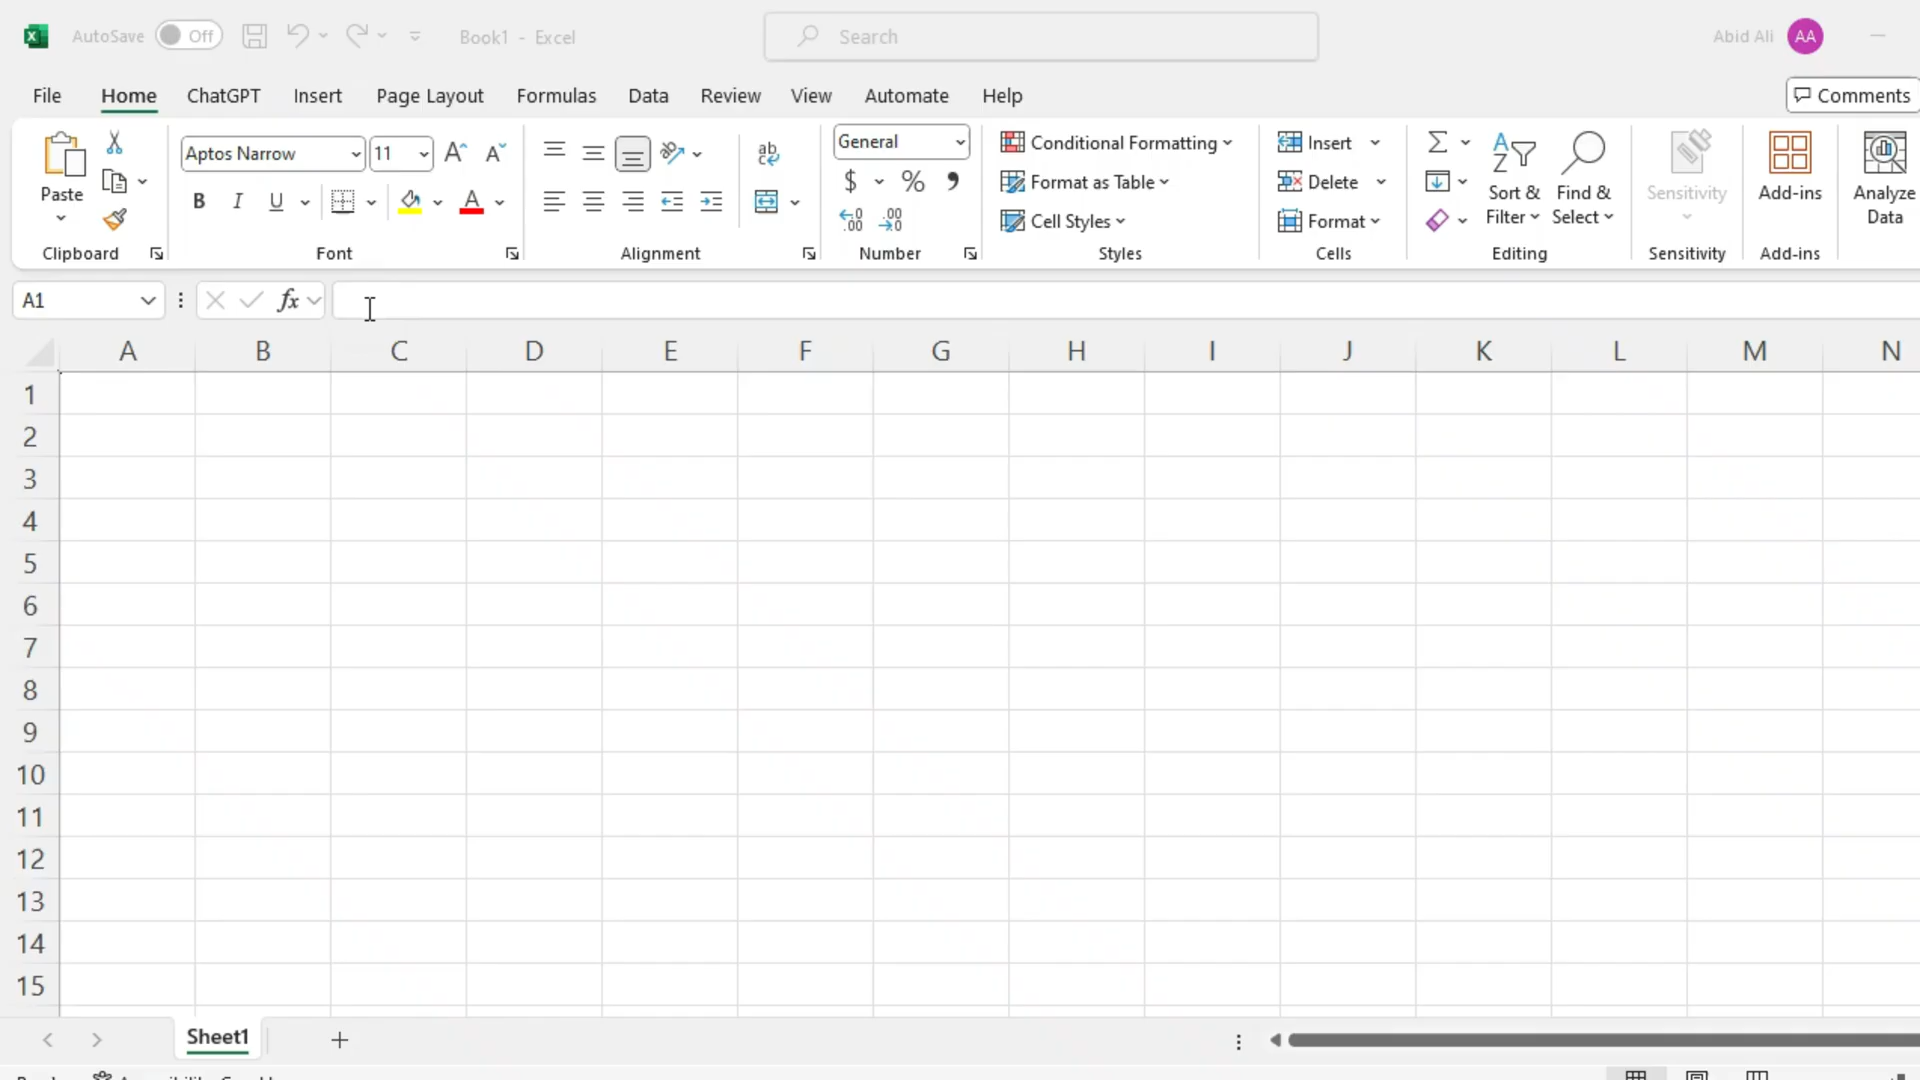 AutoSave Off Book1 - Excel Search Abid Ali AA
File Home ChatGPT Insert Page Layout Formulas Data Review View Automate Help Comments
Paste
Clipboard
Aptos Narrow 11
B I U A
Font
ab
Alignment
General
$ % ,
Number
Conditional Formatting
Format as Table
Cell Styles
Styles
Insert
Delete
Format
Cells
Sort & Filter
Find & Select
Editing
Sensitivity
Sensitivity
Add-ins
Add-ins
Analyze Data
A1 fx
A B C D E F G H I J K L M N
1
2
3
4
5
6
7
8
9
10
11
12
13
14
15
Sheet1 +